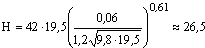 H = 42 · 19,5 (0,06 / 1,2√(9,8 · 19,5))^0,61 ≈ 26,5